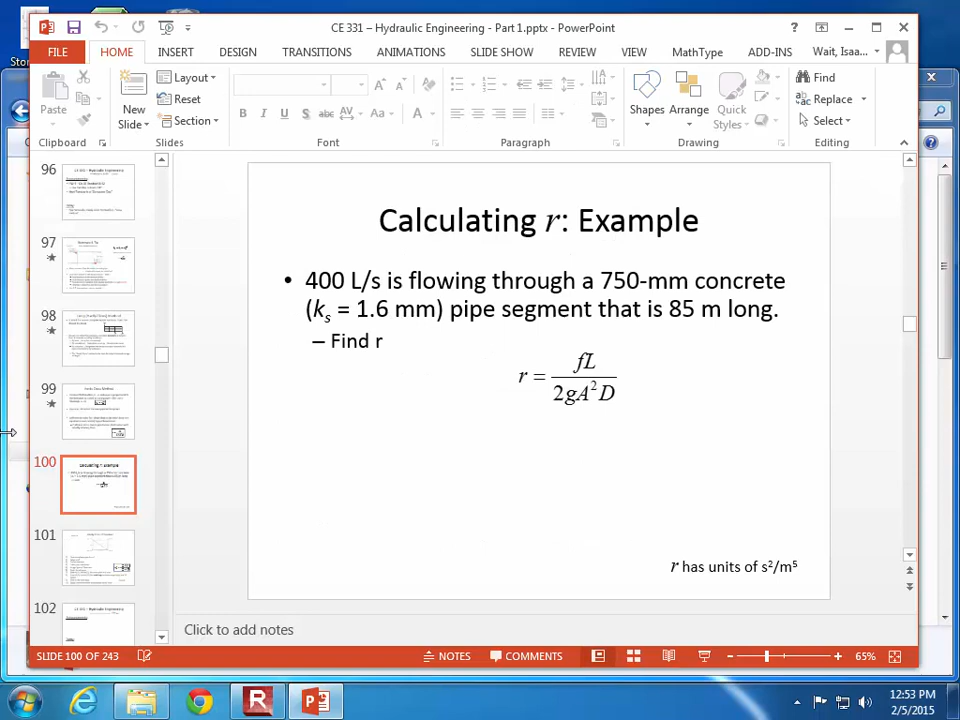 CE 331 – Hydraulic Engineering - Part 1.pptx - PowerPoint
FILE HOME INSERT DESIGN TRANSITIONS ANIMATIONS SLIDE SHOW REVIEW VIEW MathType ADD-INS Wait, Isaa...
Paste
New
Slide
Layout
Reset
Section
B I U S abc AV Aa A
Shapes
Arrange
Quick
Styles
Find
Replace
Select
Clipboard Slides Font Paragraph Drawing Editing
96
97
98
99
100
101
102
Calculating r: Example
• 400 L/s is flowing through a 750-mm concrete
(kₛ = 1.6 mm) pipe segment that is 85 m long.
– Find r
r = fL / 2gA²D
r has units of s²/m⁵
Click to add notes
SLIDE 100 OF 243 NOTES COMMENTS 65%
12:53 PM
2/5/2015